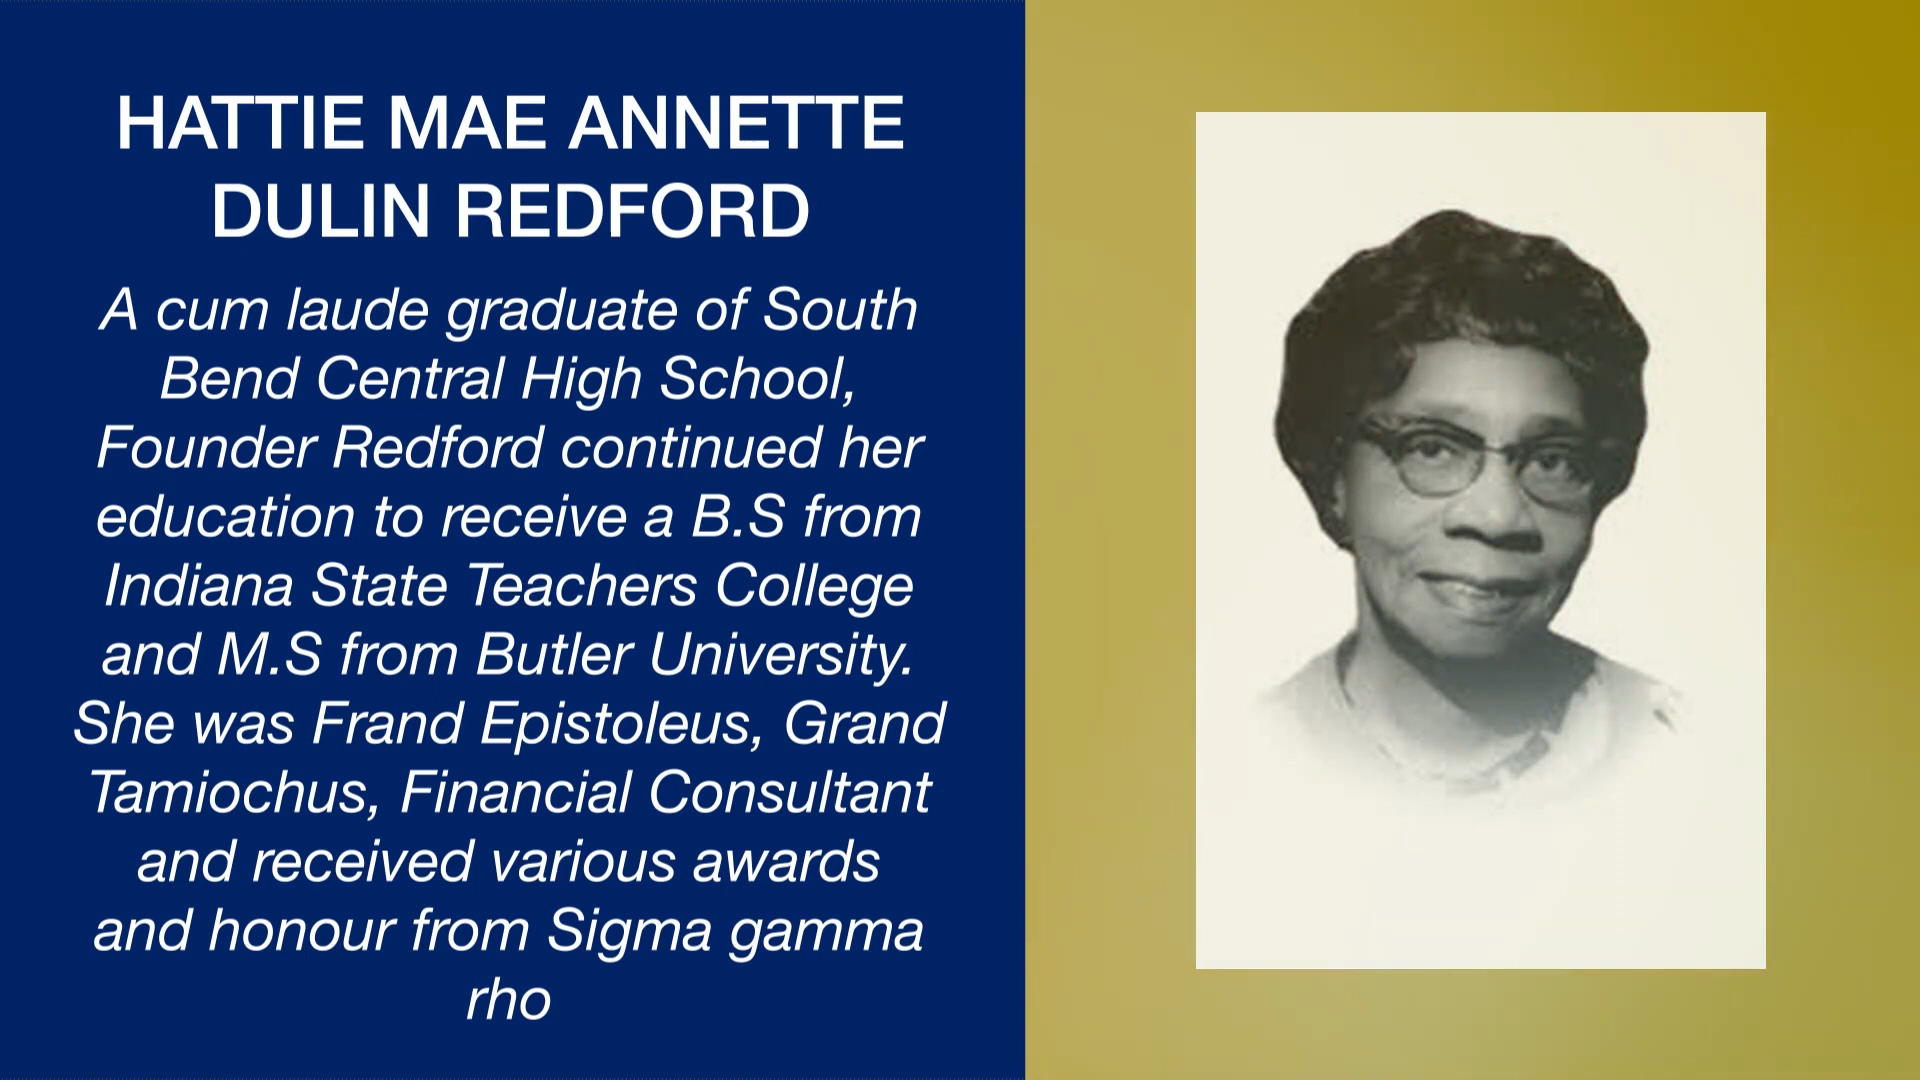 HATTIE MAE ANNETTE
DULIN REDFORD
A cum laude graduate of South
Bend Central High School,
Founder Redford continued her
education to receive a B.S from
Indiana State Teachers College
and M.S from Butler University.
She was Frand Epistoleus, Grand
Tamiochus, Financial Consultant
and received various awards
and honour from Sigma gamma
rho